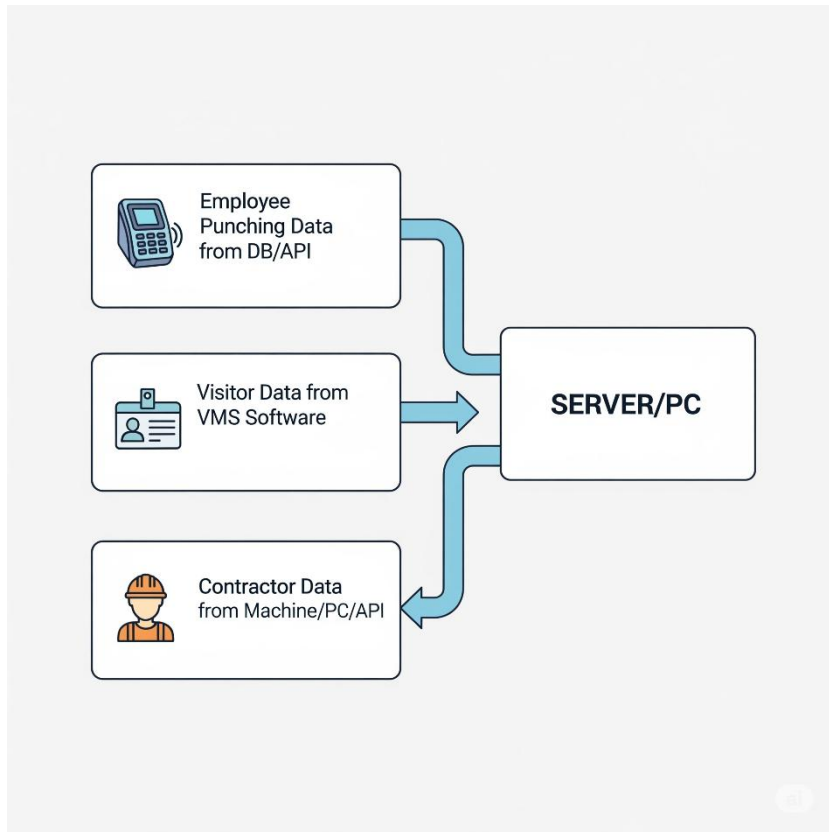 Employee
Punching Data
from DB/API
Visitor Data from
VMS Software
SERVER/PC
Contractor Data
from Machine/PC/API
ai